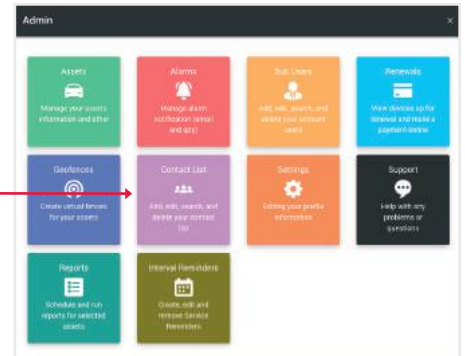 Admin
×
Assets
Manage your assets
information and other
Alarms
Manage alarm
notification (email
and app)
Sub Users
Add, edit, search, and
delete your account
users
Renewals
View devices up for
renewal and make a
payment online
Geofences
Create virtual fences
for your assets
Contact List
Add, edit, search, and
delete your contact
list
Settings
Editing your profile
information
Support
Help with any
problems or
questions
Reports
Schedule and run
reports for selected
assets
Interval Reminders
Create, edit and
remove Service
Reminders